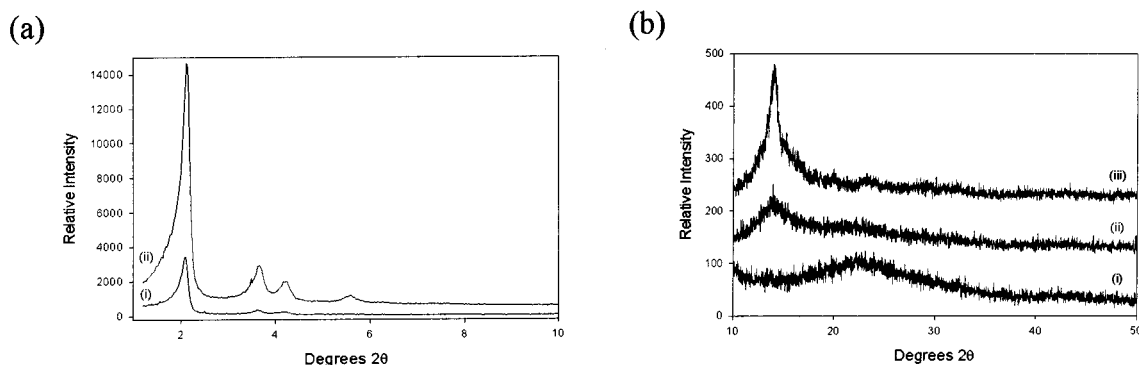 (a)
14000
12000
10000
8000
6000
4000
2000
0
Relative Intensity
(ii)
(i)
2
4
6
8
10
Degrees 2θ
(b)
500
400
300
200
100
0
Relative Intensity
(iii)
(ii)
(i)
10
20
30
40
50
Degrees 2θ